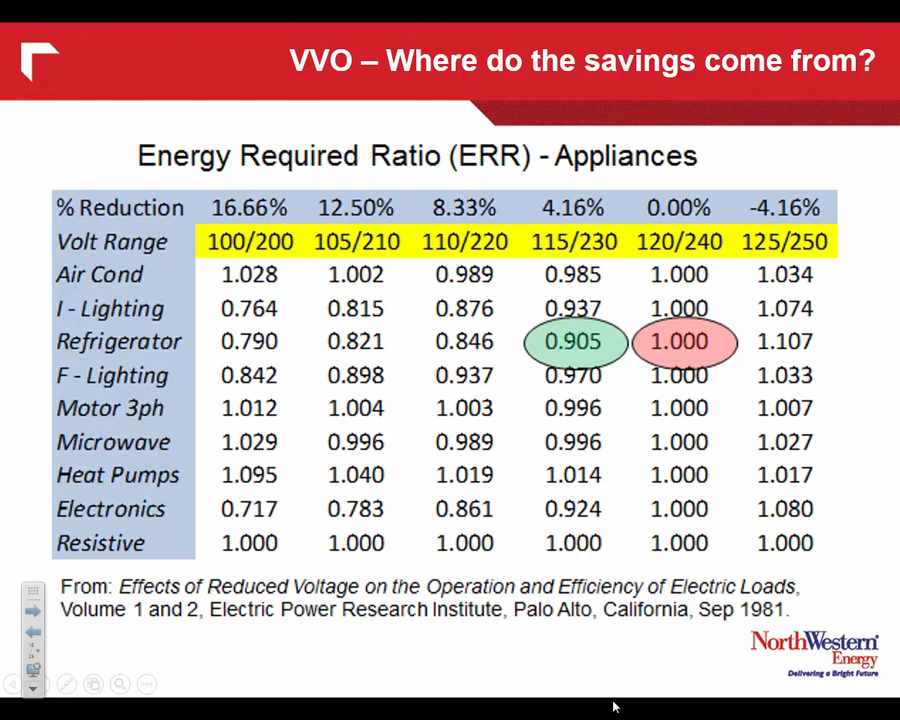 VVO – Where do the savings come from?
Energy Required Ratio (ERR) - Appliances
% Reduction 16.66% 12.50% 8.33% 4.16% 0.00% -4.16%
Volt Range 100/200 105/210 110/220 115/230 120/240 125/250
Air Cond 1.028 1.002 0.989 0.985 1.000 1.034
I - Lighting 0.764 0.815 0.876 0.937 1.000 1.074
Refrigerator 0.790 0.821 0.846 0.905 1.000 1.107
F - Lighting 0.842 0.898 0.937 0.970 1.000 1.033
Motor 3ph 1.012 1.004 1.003 0.996 1.000 1.007
Microwave 1.029 0.996 0.989 0.996 1.000 1.027
Heat Pumps 1.095 1.040 1.019 1.014 1.000 1.017
Electronics 0.717 0.783 0.861 0.924 1.000 1.080
Resistive 1.000 1.000 1.000 1.000 1.000 1.000
From: Effects of Reduced Voltage on the Operation and Efficiency of Electric Loads,
Volume 1 and 2, Electric Power Research Institute, Palo Alto, California, Sep 1981.
NorthWestern
Energy
Delivering a Bright Future